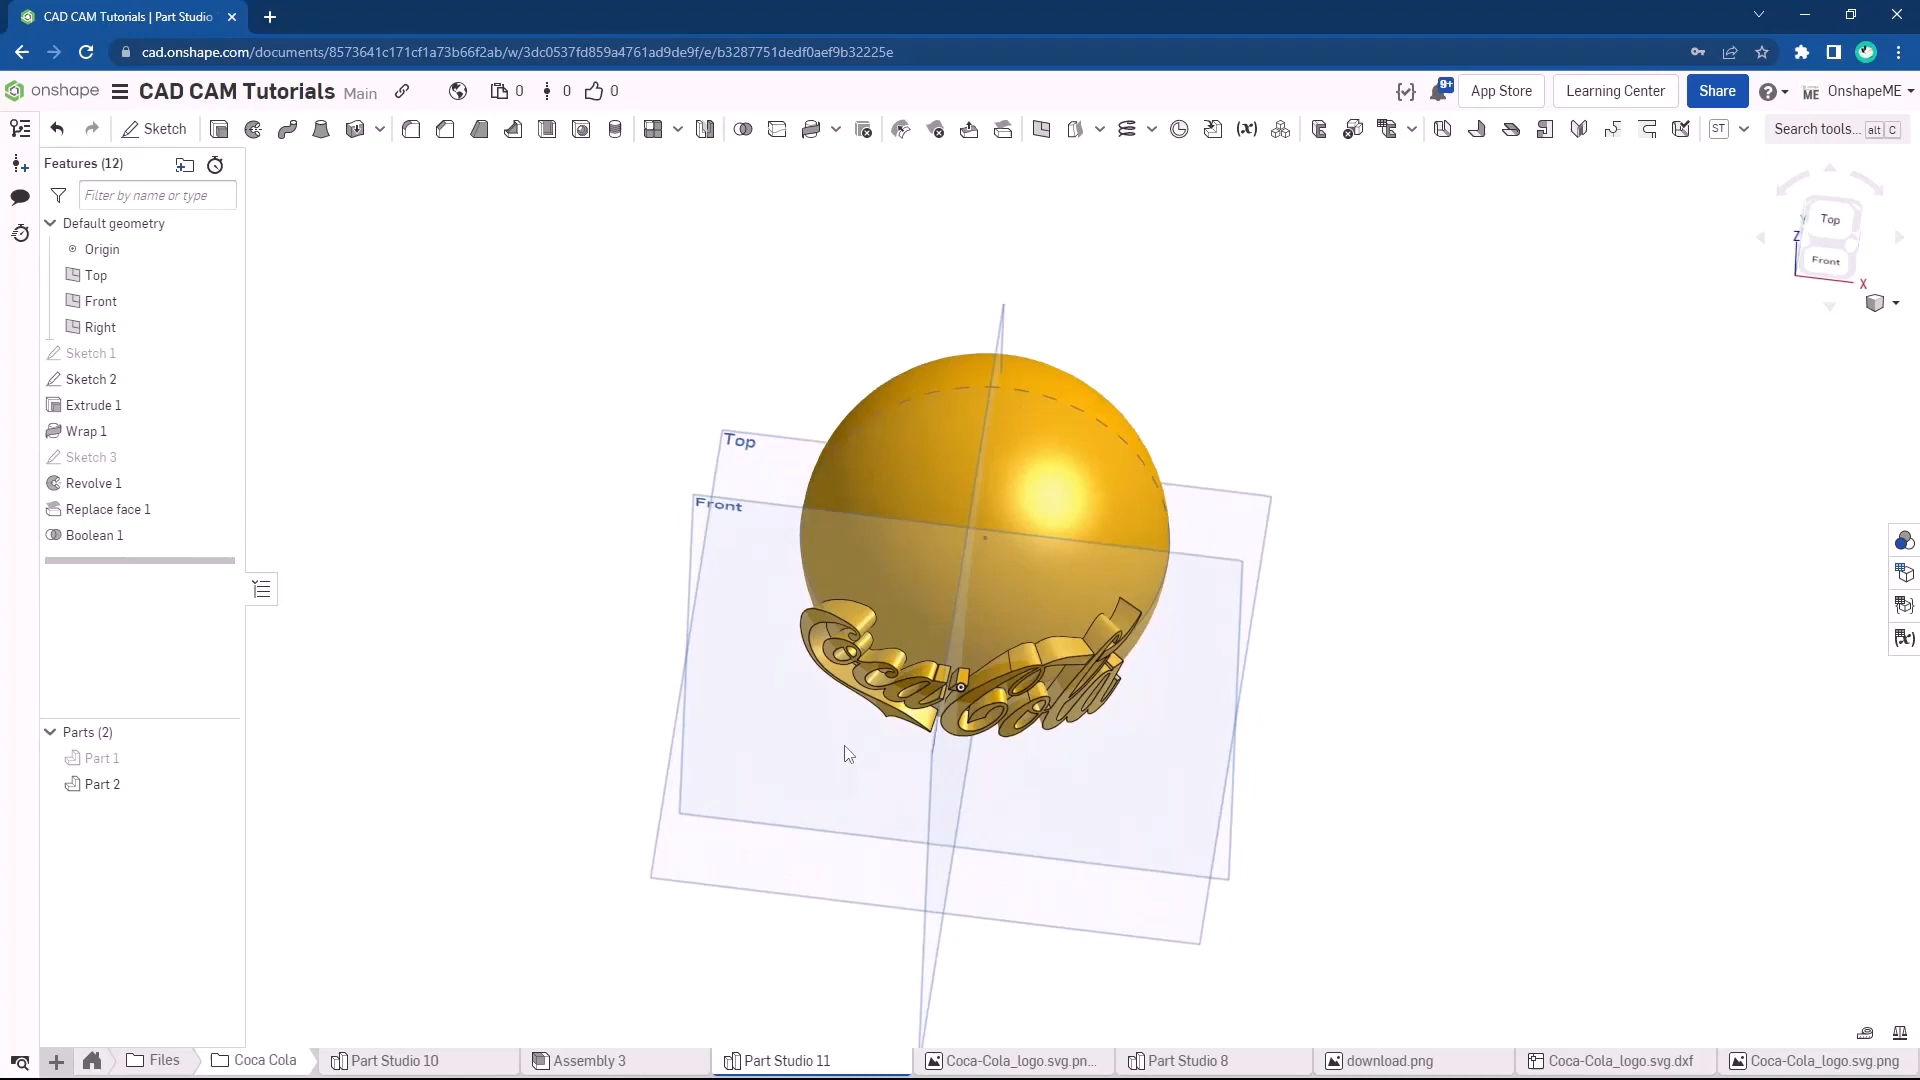 CAD CAM Tutorials | Part Studio
cad.onshape.com/documents/8573641c171cf1a73b66f2ab/w/3dc0537fd859a4761ad9de9f/e/b3287751dedf0aef9b32225e
onshape
CAD CAM Tutorials
Main
0
0
0
9+
App Store
Learning Center
Share
ME
OnshapeME
Sketch
(x)
ST
Search tools...
alt
C
Features (12)
Filter by name or type
Default geometry
Origin
Top
Front
Right
Sketch 1
Sketch 2
Extrude 1
Wrap 1
Sketch 3
Revolve 1
Replace face 1
Boolean 1
Parts (2)
Part 1
Part 2
Top
Front
Coca-Cola
Top
Front
Y
Z
X
(x)
Files
Coca Cola
Part Studio 10
Assembly 3
Part Studio 11
Coca-Cola_logo.svg.pn...
Part Studio 8
download.png
Coca-Cola_logo.svg.dxf
Coca-Cola_logo.svg.png